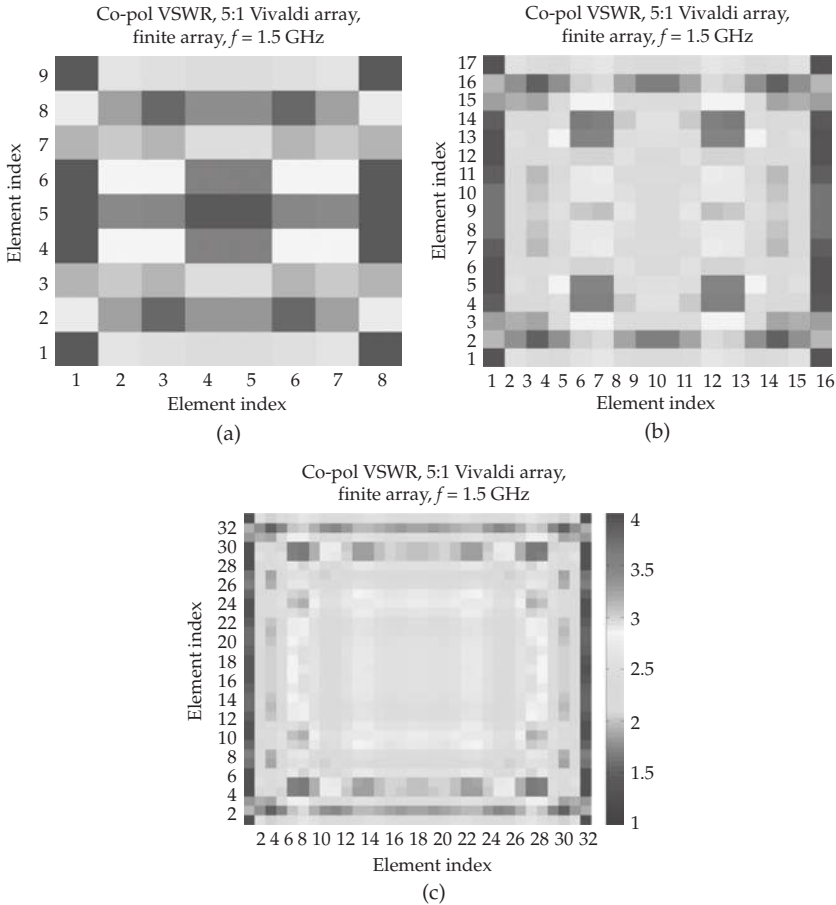 Co-pol VSWR, 5:1 Vivaldi array,
finite array, f = 1.5 GHz
9
8
7
6
5
4
3
2
1
Element index
1 2 3 4 5 6 7 8
Element index
(a)
Co-pol VSWR, 5:1 Vivaldi array,
finite array, f = 1.5 GHz
17
16
15
14
13
12
11
10
9
8
7
6
5
4
3
2
1
Element index
1 2 3 4 5 6 7 8 9 10 11 12 13 14 15 16
Element index
(b)
Co-pol VSWR, 5:1 Vivaldi array,
finite array, f = 1.5 GHz
32
30
28
26
24
22
20
18
16
14
12
10
8
6
4
2
Element index
2 4 6 8 10 12 14 16 18 20 22 24 26 28 30 32
Element index
4
3.5
3
2.5
2
1.5
1
(c)